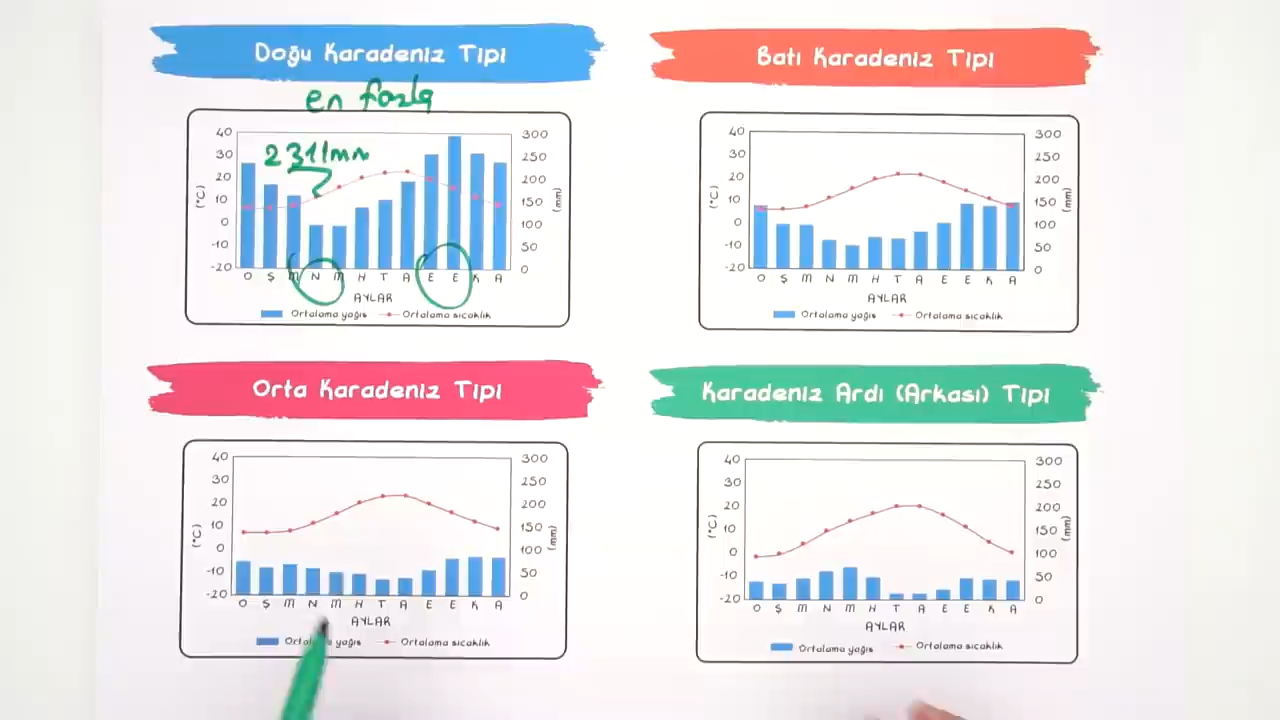 Doğu Karadeniz Tipi
en fazla
2311mm
40
30
20
10
0
-10
-20
(°C)
300
250
200
150
100
50
0
(mm)
O Ş M N M H T A E E K A
AYLAR
Ortalama yağış
Ortalama sıcaklık
Batı Karadeniz Tipi
40
30
20
10
0
-10
-20
(°C)
300
250
200
150
100
50
0
(mm)
O Ş M N M H T A E E K A
AYLAR
Ortalama yağış
Ortalama sıcaklık
Orta Karadeniz Tipi
40
30
20
10
0
-10
-20
(°C)
300
250
200
150
100
50
0
(mm)
O Ş M N M H T A E E K A
AYLAR
Ortalama yağış
Ortalama sıcaklık
Karadeniz Ardı (Arkası) Tipi
40
30
20
10
0
-10
-20
(°C)
300
250
200
150
100
50
0
(mm)
O Ş M N M H T A E E K A
AYLAR
Ortalama yağış
Ortalama sıcaklık